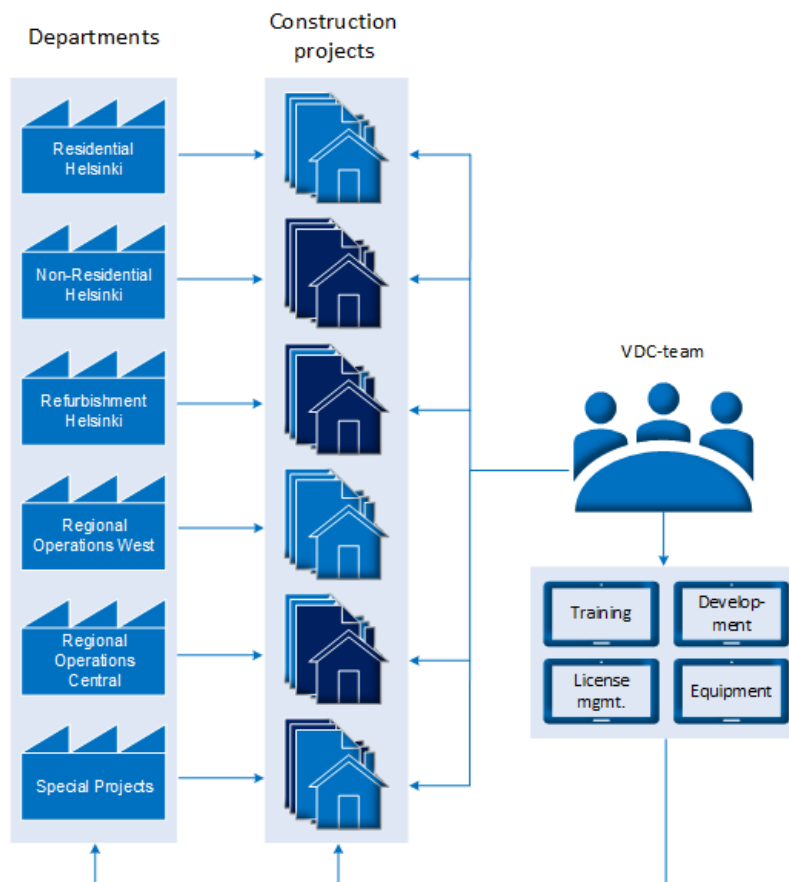 Departments
Construction
projects
Residential
Helsinki
Non-Residential
Helsinki
Refurbishment
Helsinki
Regional
Operations West
Regional
Operations
Central
Special Projects
VDC-team
Training
Develop-
ment
License
mgmt.
Equipment